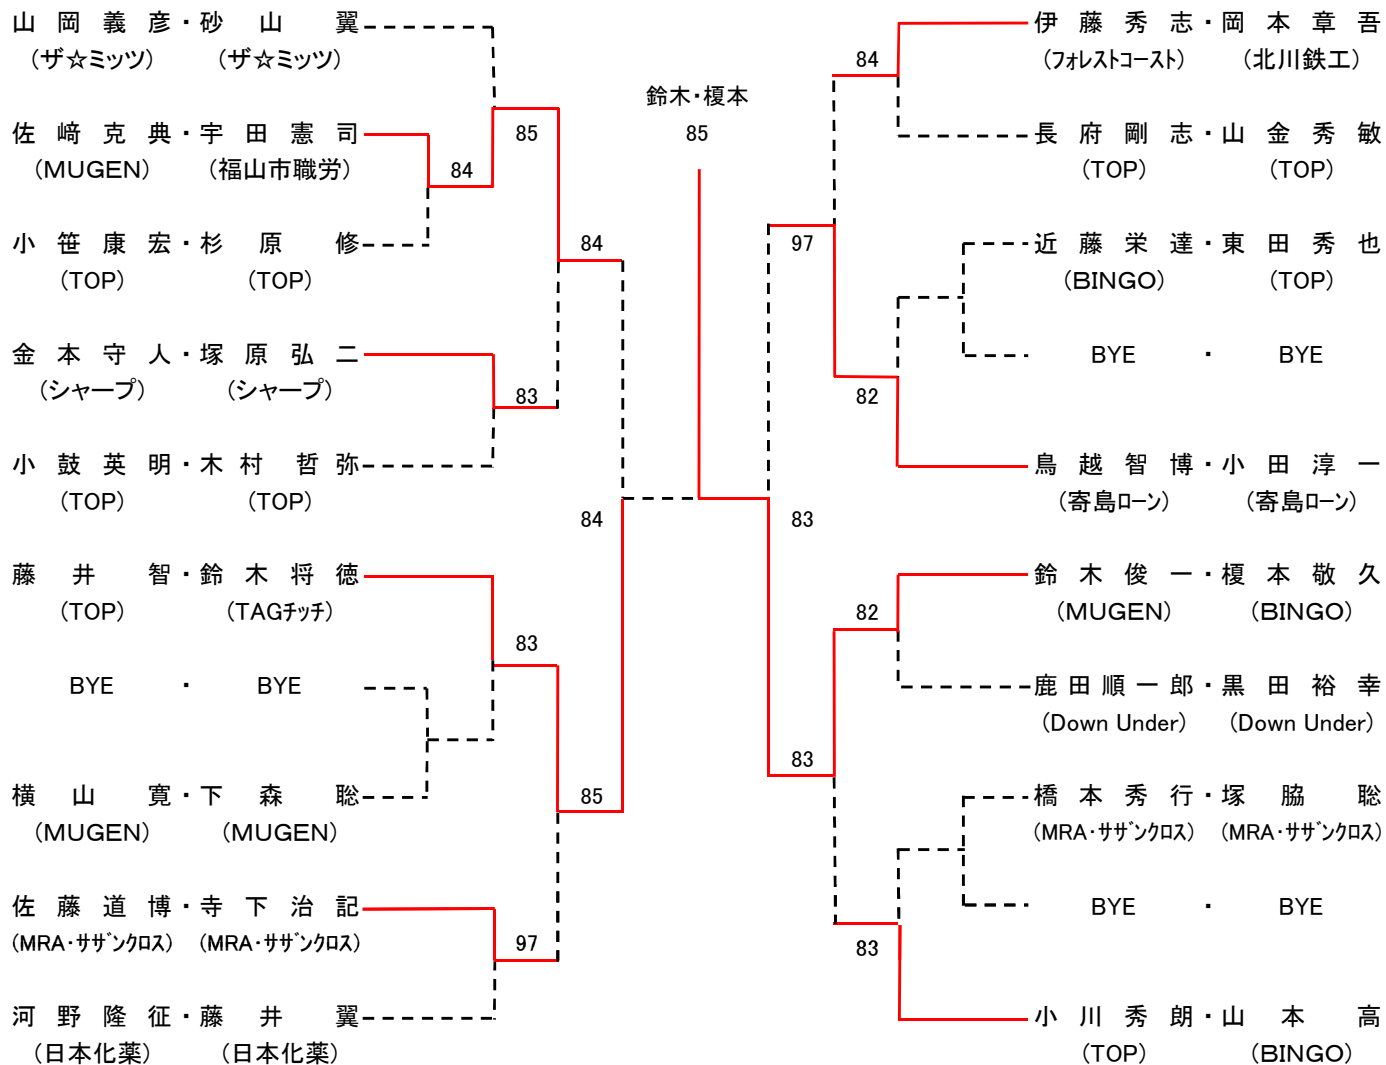 山岡義彦・砂山翼
(ザ☆ミッツ) (ザ☆ミッツ)
佐﨑克典・宇田憲司
(MUGEN) (福山市職労)
小笹康宏・杉原修
(TOP) (TOP)
金本守人・塚原弘二
(シャープ) (シャープ)
小鼓英明・木村哲弥
(TOP) (TOP)
藤井智・鈴木将徳
(TOP) (TAGチッチ)
BYE ・ BYE
横山寛・下森聡
(MUGEN) (MUGEN)
佐藤道博・寺下治記
(MRA・サザンクロス) (MRA・サザンクロス)
河野隆征・藤井翼
(日本化薬) (日本化薬)
84
85
83
84
83
97
85
84
鈴木・榎本
85
84
82
97
82
83
83
83
伊藤秀志・岡本章吾
(フォレストコースト) (北川鉄工)
長府剛志・山金秀敏
(TOP) (TOP)
近藤栄達・東田秀也
(BINGO) (TOP)
BYE ・ BYE
鳥越智博・小田淳一
(寄島ローン) (寄島ローン)
鈴木俊一・榎本敬久
(MUGEN) (BINGO)
鹿田順一郎・黒田裕幸
(Down Under) (Down Under)
橋本秀行・塚脇聡
(MRA・サザンクロス) (MRA・サザンクロス)
BYE ・ BYE
小川秀朗・山本高
(TOP) (BINGO)